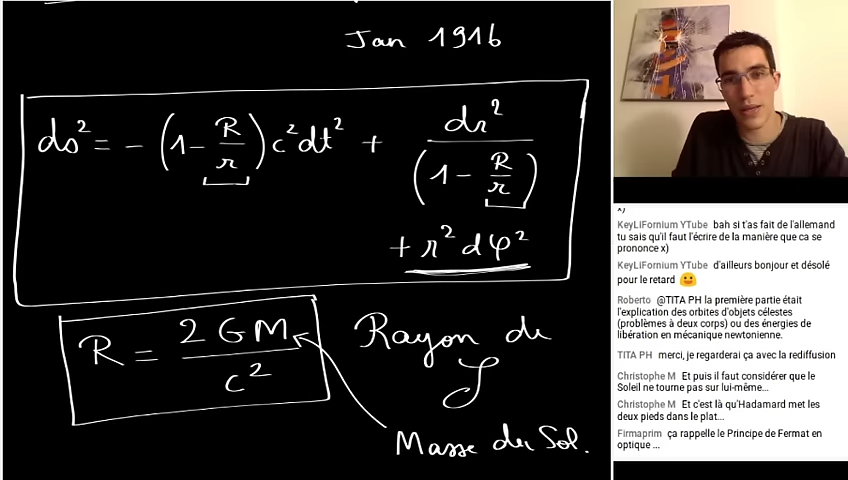 Jan 1916
ds² = - (1 - R/r) c² dt² + dr² / (1 - R/r)
+ r² dφ²
R = 2GM / c²
Rayon de
S
Masse du Sol.
x)
KeyLiFornium YTube bah si t'as fait de l'allemand
tu sais qu'il faut l'écrire de la manière que ca se
prononce x)
KeyLiFornium YTube d'ailleurs bonjour et désolé
pour le retard
Roberto @TITA PH la première partie était
l'explication des orbites d'objets célestes
(problèmes à deux corps) ou des énergies de
libération en mécanique newtonienne.
TITA PH merci, je regarderai ça avec la rediffusion
Christophe M Et puis il faut considérer que le
Soleil ne tourne pas sur lui-même...
Christophe M Et c'est là qu'Hadamard met les
deux pieds dans le plat...
Firmaprim ça rappelle le Principe de Fermat en
optique ...